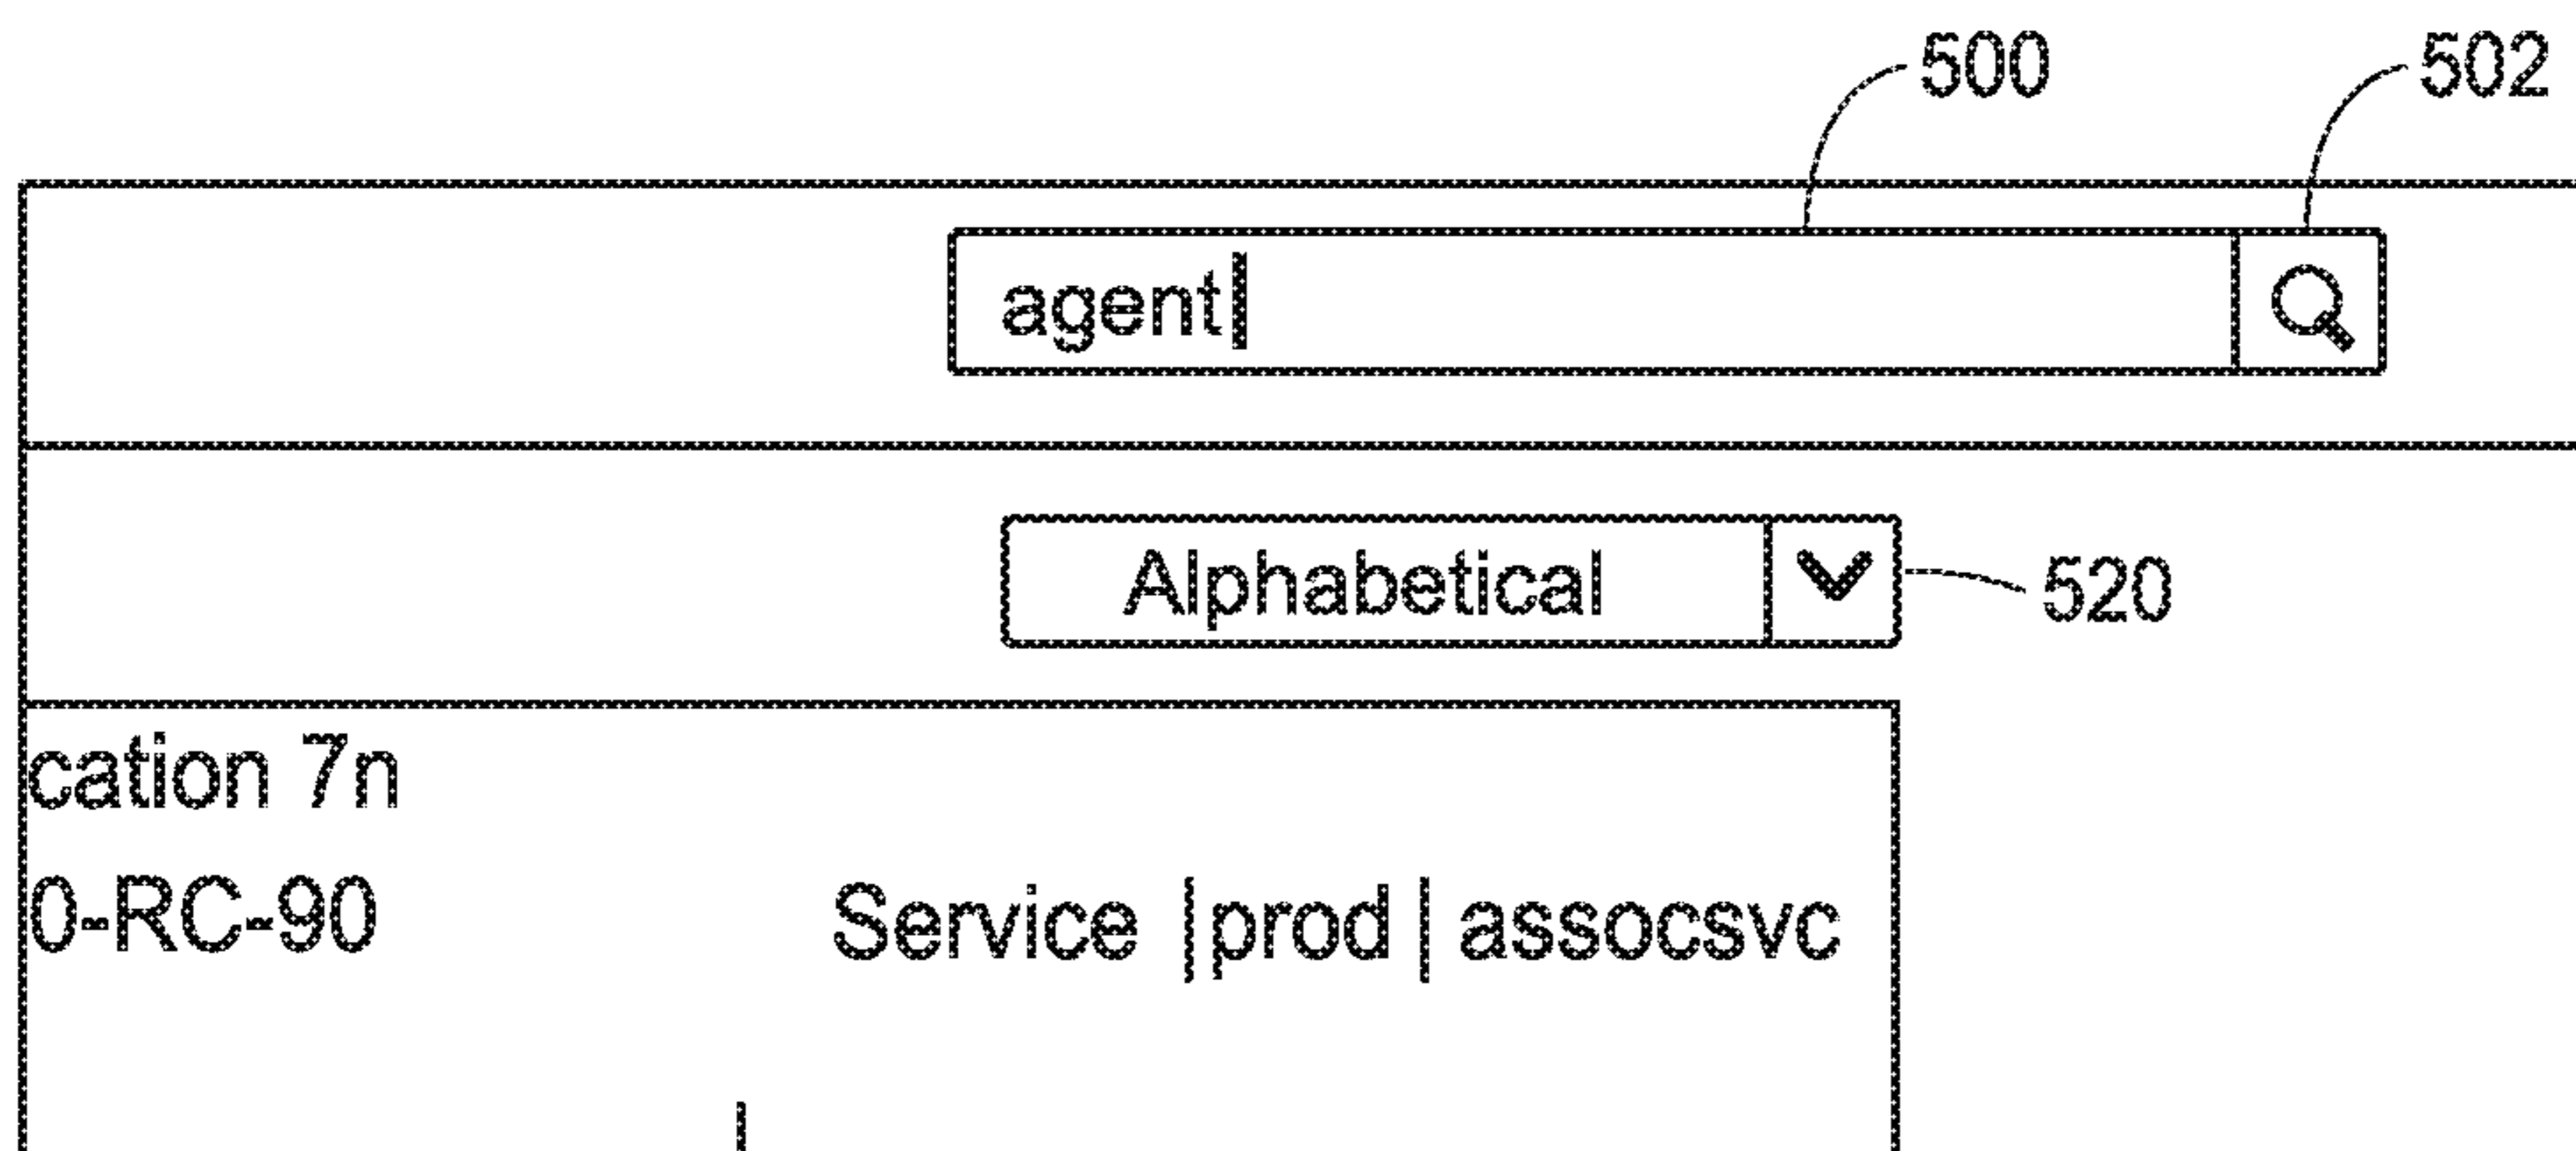 500 502
agent
Alphabetical 520
cation 7n
0-RC-90 Service | prod | assocsvc